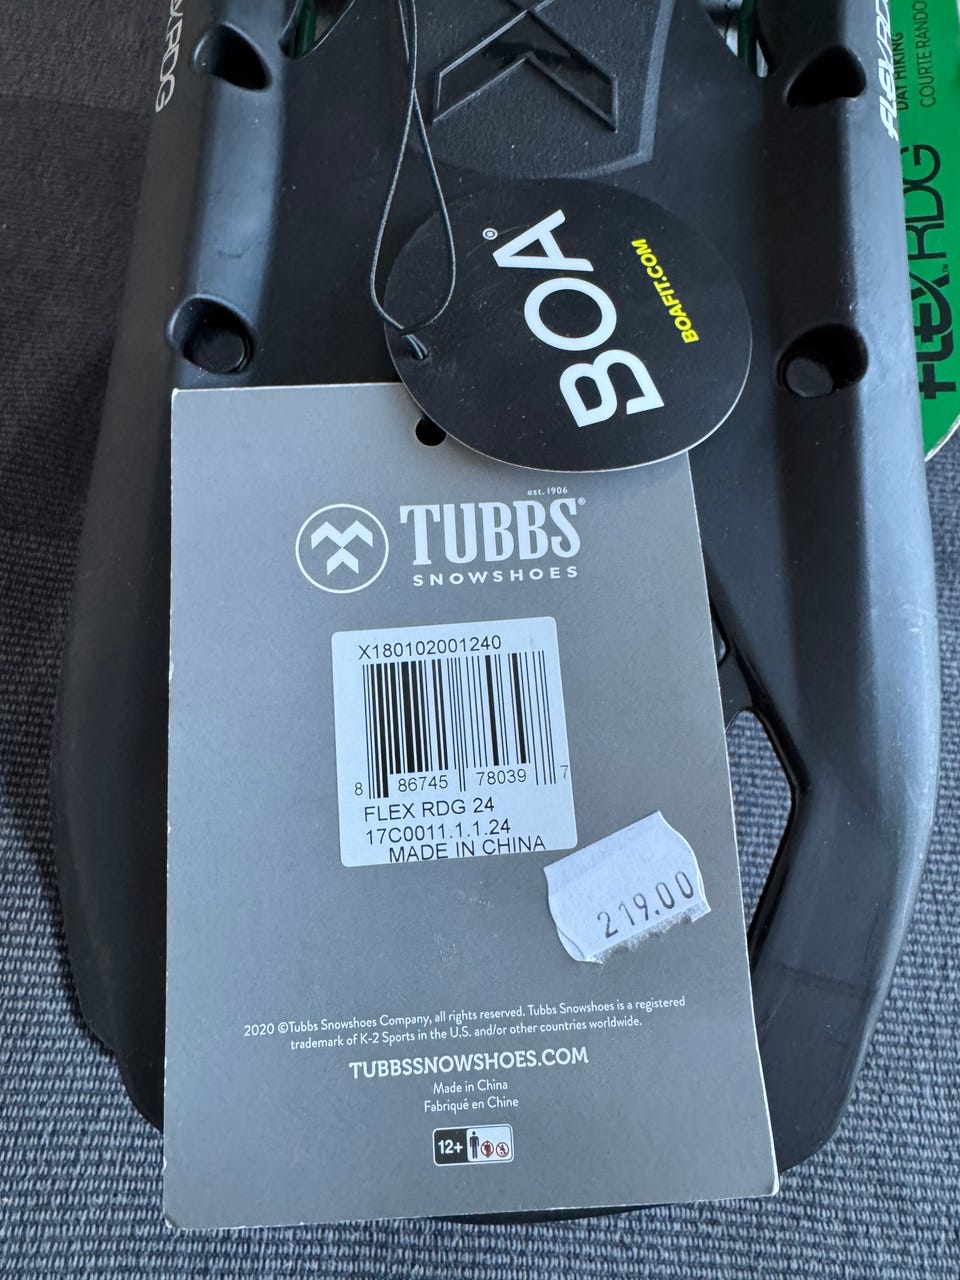 FLEX RDG
DAY HIKING
COURTE RANDO
FLEX™ RDG
BOA®
BOAFIT.COM
est. 1906
TUBBS®
SNOWSHOES
X180102001240
8 86745 78039 7
FLEX RDG 24
17C0011.1.1.24
MADE IN CHINA
219.00
2020 ©Tubbs Snowshoes Company, all rights reserved. Tubbs Snowshoes is a registered
trademark of K-2 Sports in the U.S. and/or other countries worldwide.
TUBBSSNOWSHOES.COM
Made in China
Fabriqué en Chine
12+